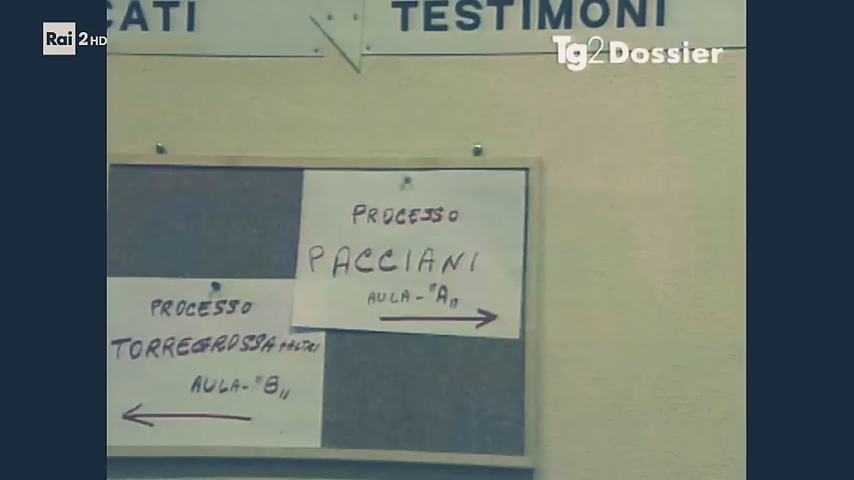 CATI
TESTIMONI
Rai 2 HD
Tg2 Dossier
PROCESSO
PACCIANI
AULA-"A„
PROCESSO
TORREGROSSA + ALTRI
AULA-"B„